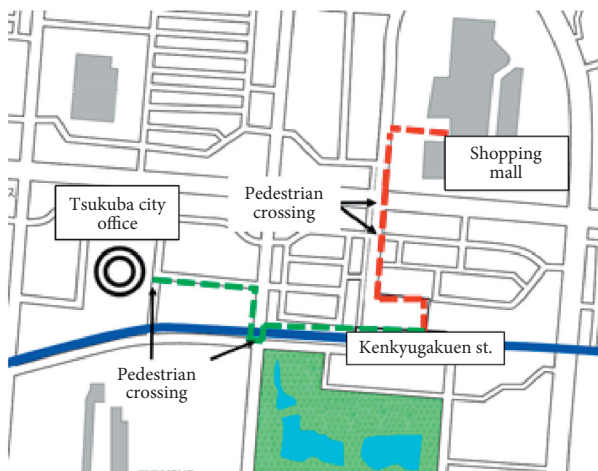 Shopping
mall
Pedestrian
crossing
Tsukuba city
office
Kenkyugakuen st.
Pedestrian
crossing